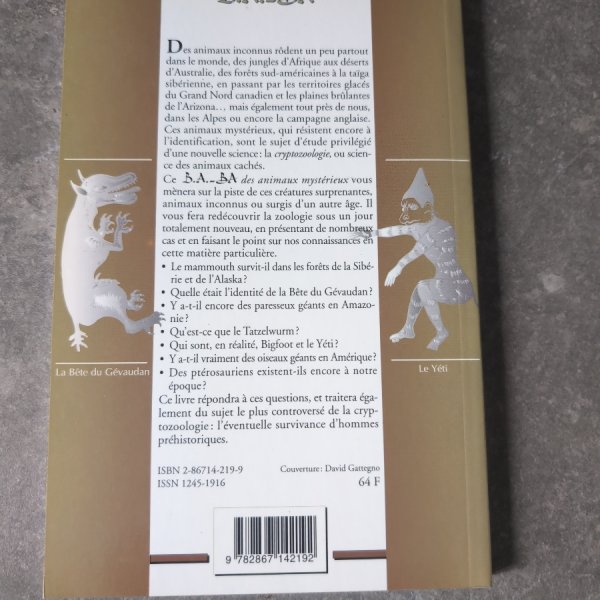 B.A.-BA
Des animaux inconnus rôdent un peu partout
dans le monde, des jungles d'Afrique aux déserts
d'Australie, des forêts sud-américaines à la taïga
sibérienne, en passant par les territoires glacés
du Grand Nord canadien et les plaines brûlantes
de l'Arizona… mais également tout près de nous,
dans les Alpes ou encore la campagne anglaise.
Ces animaux mystérieux, qui résistent encore à
l'identification, sont le sujet d'étude privilégié
d'une nouvelle science : la cryptozoologie, ou science
des animaux cachés.
Ce B.A.-BA des animaux mystérieux vous
mènera sur la piste de ces créatures surprenantes,
animaux inconnus ou surgis d'un autre âge. Il
vous fera redécouvrir la zoologie sous un jour
totalement nouveau, en présentant de nombreux
cas et en faisant le point sur nos connaissances en
cette matière particulière.
• Le mammouth survit-il dans les forêts de la Sibé-
rie et de l'Alaska ?
• Quelle était l'identité de la Bête du Gévaudan ?
• Y a-t-il encore des paresseux géants en Amazo-
nie ?
• Qu'est-ce que le Tatzelwurm ?
• Qui sont, en réalité, Bigfoot et le Yéti ?
• Y a-t-il vraiment des oiseaux géants en Amérique ?
• Des ptérosauriens existent-ils encore à notre
époque ?
Ce livre répondra à ces questions, et traitera éga-
lement du sujet le plus controversé de la cryp-
tozoologie : l'éventuelle survivance d'hommes
préhistoriques.
La Bête du Gévaudan
Le Yéti
ISBN 2-86714-219-9
Couverture : David Gattegno
ISSN 1245-1916
64 F
9 782867 142192